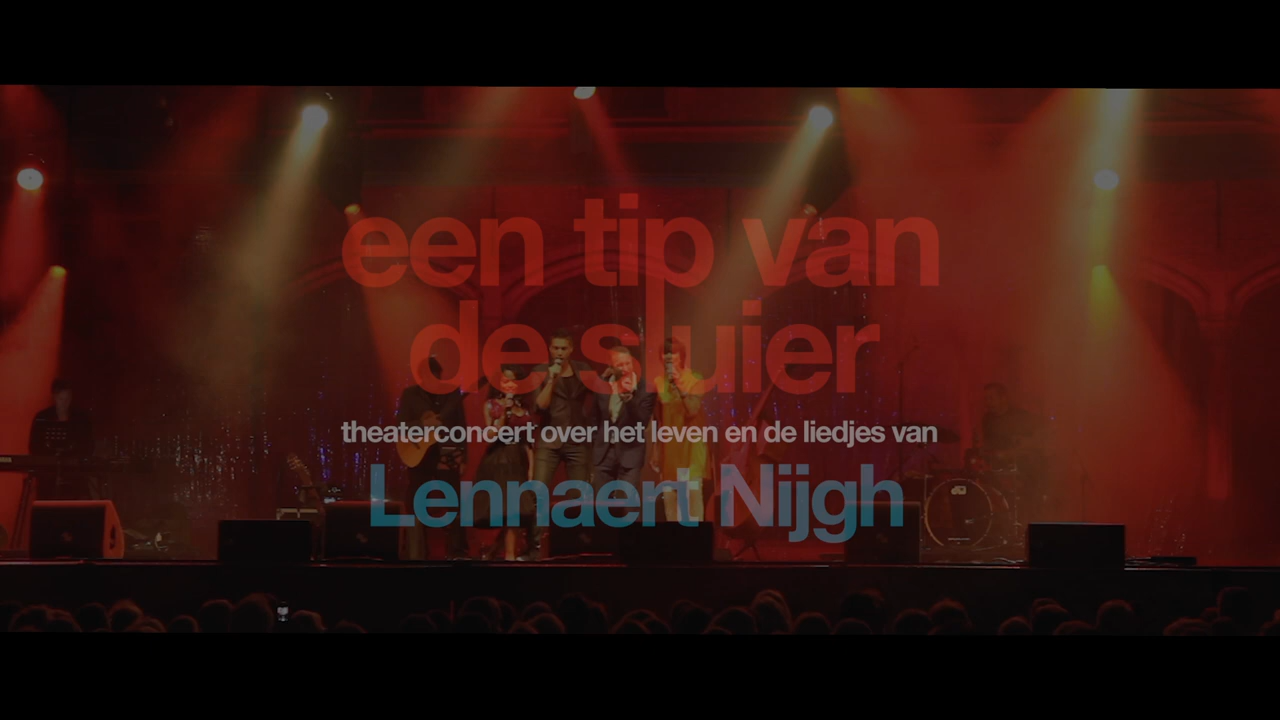 een tip van
de sluier
theaterconcert over het leven en de liedjes van
Lennaert Nijgh